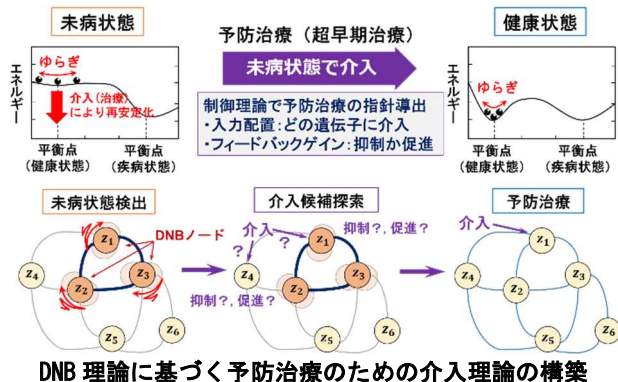 未病状態
予防治療（超早期治療）
健康状態
エネルギー
ゆらぎ
介入(治療)
により再安定化
平衡点
(健康状態)
平衡点
(疾病状態)
未病状態で介入
制御理論で予防治療の指針導出
・入力配置：どの遺伝子に介入
・フィードバックゲイン：抑制か促進
エネルギー
ゆらぎ
平衡点
(健康状態)
平衡点
(疾病状態)
未病状態検出
介入候補探索
予防治療
DNBノード
z1
z2
z3
z4
z5
z6
介入
?
?
抑制?, 促進?
抑制?, 促進?
z1
z2
z3
z4
z5
z6
介入
z1
z2
z3
z4
z5
z6
DNB 理論に基づく予防治療のための介入理論の構築